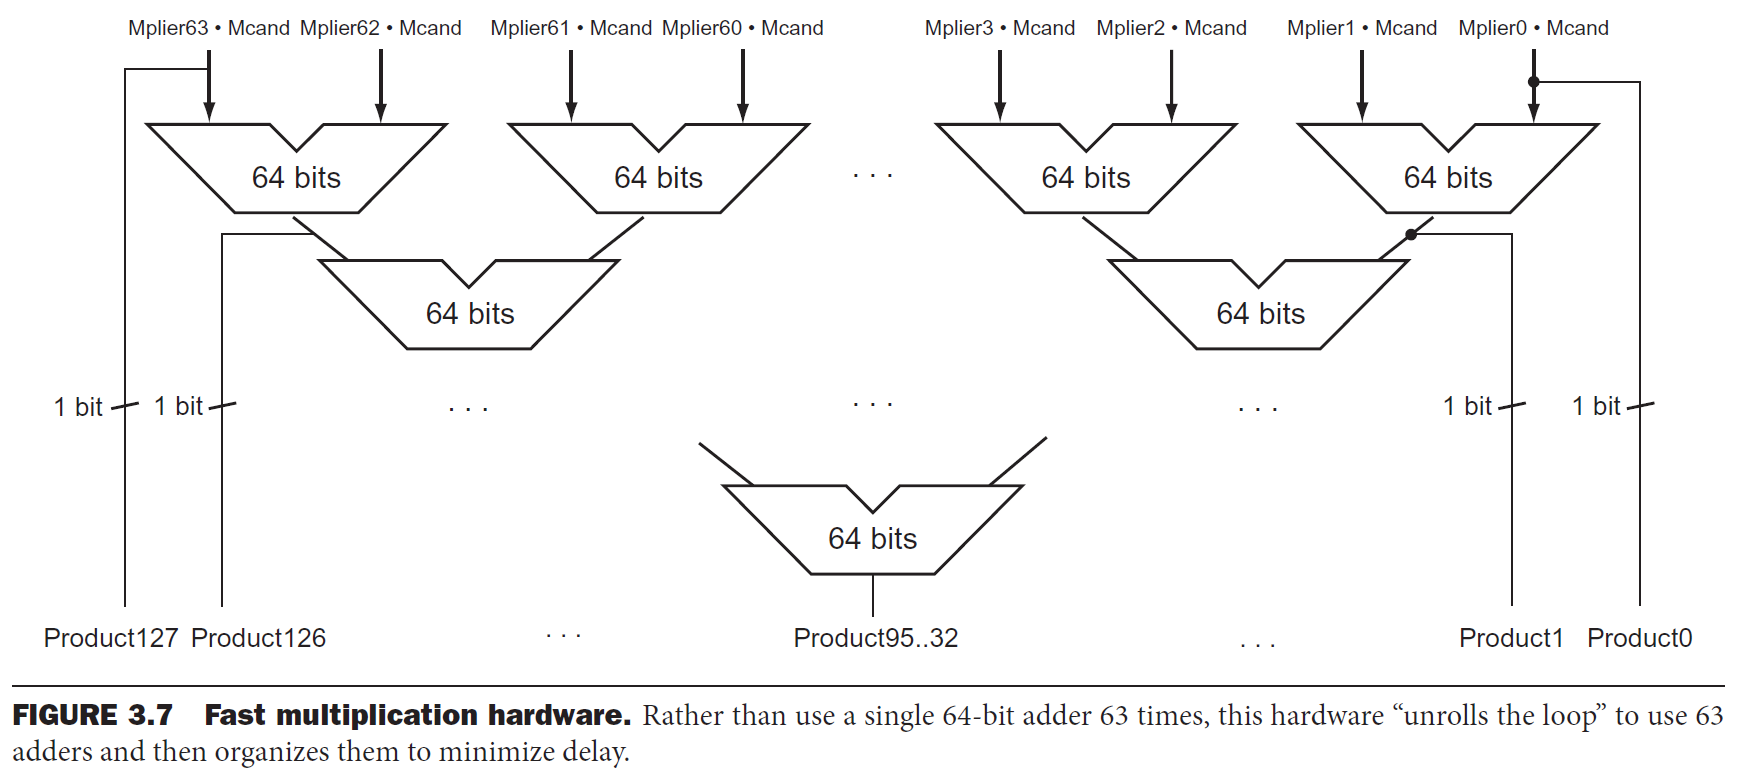 Mplier63 • Mcand Mplier62 • Mcand Mplier61 • Mcand Mplier60 • Mcand Mplier3 • Mcand Mplier2 • Mcand Mplier1 • Mcand Mplier0 • Mcand
64 bits 64 bits . . . 64 bits 64 bits
64 bits 64 bits
1 bit 1 bit . . . . . . . . . 1 bit 1 bit
64 bits
Product127 Product126 . . . Product95..32 . . . Product1 Product0
FIGURE 3.7 Fast multiplication hardware. Rather than use a single 64-bit adder 63 times, this hardware “unrolls the loop” to use 63
adders and then organizes them to minimize delay.